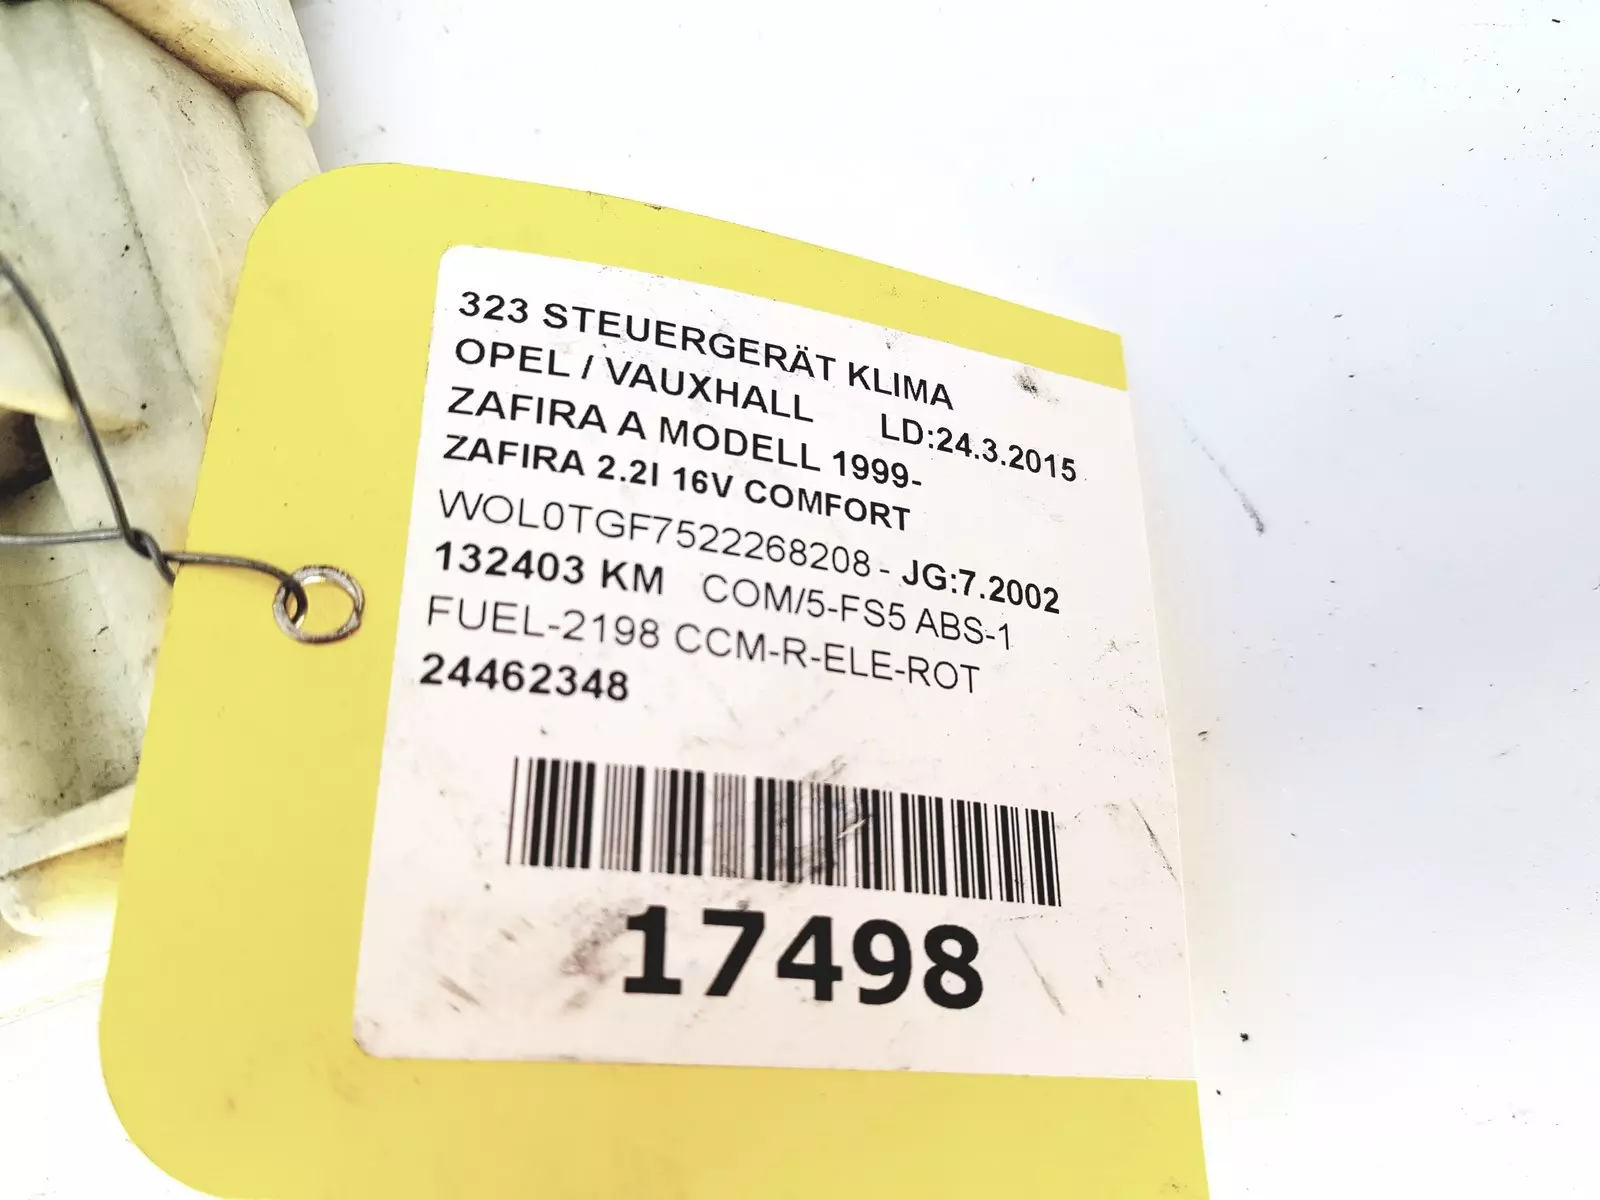 323 STEUERGERÄT KLIMA
OPEL / VAUXHALL LD:24.3.2015
ZAFIRA A MODELL 1999-
ZAFIRA 2.2I 16V COMFORT
WOL0TGF7522268208 - JG:7.2002
132403 KM COM/5-FS5 ABS-1
FUEL-2198 CCM-R-ELE-ROT
24462348
17498